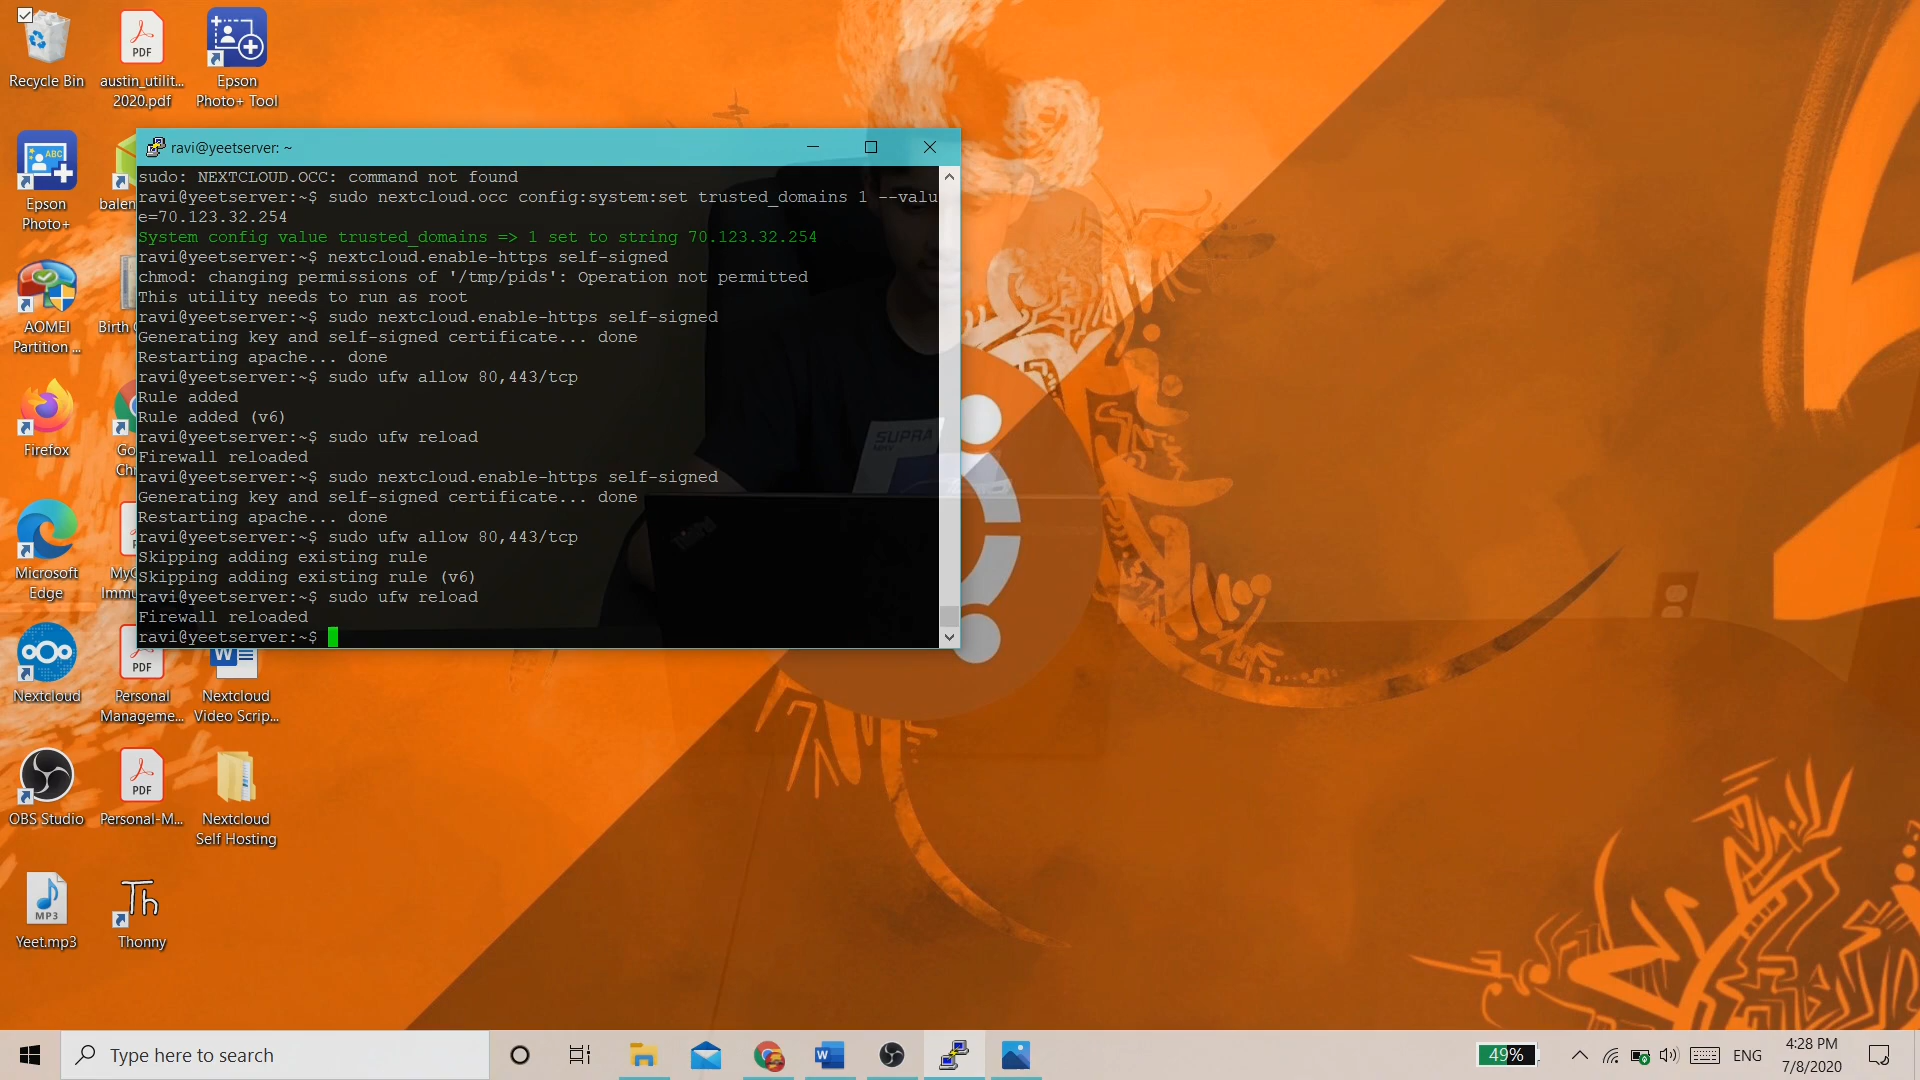 Recycle Bin
austin_utilit...
2020.pdf
Epson
Photo+ Tool
Epson
Photo+
balen
AOMEI
Partition ...
Birth
Firefox
Go
Ch
Microsoft
Edge
MyC
Immu
Nextcloud
Personal
Manageme...
Nextcloud
Video Scrip...
OBS Studio
Personal-M...
Nextcloud
Self Hosting
Yeet.mp3
Thonny
ravi@yeetserver: ~
sudo: NEXTCLOUD.OCC: command not found
ravi@yeetserver:~$ sudo nextcloud.occ config:system:set trusted_domains 1 --valu
e=70.123.32.254
System config value trusted_domains => 1 set to string 70.123.32.254
ravi@yeetserver:~$ nextcloud.enable-https self-signed
chmod: changing permissions of '/tmp/pids': Operation not permitted
This utility needs to run as root
ravi@yeetserver:~$ sudo nextcloud.enable-https self-signed
Generating key and self-signed certificate... done
Restarting apache... done
ravi@yeetserver:~$ sudo ufw allow 80,443/tcp
Rule added
Rule added (v6)
ravi@yeetserver:~$ sudo ufw reload
Firewall reloaded
ravi@yeetserver:~$ sudo nextcloud.enable-https self-signed
Generating key and self-signed certificate... done
Restarting apache... done
ravi@yeetserver:~$ sudo ufw allow 80,443/tcp
Skipping adding existing rule
Skipping adding existing rule (v6)
ravi@yeetserver:~$ sudo ufw reload
Firewall reloaded
ravi@yeetserver:~$
SUPRA
Type here to search
49%
ENG
4:28 PM
7/8/2020